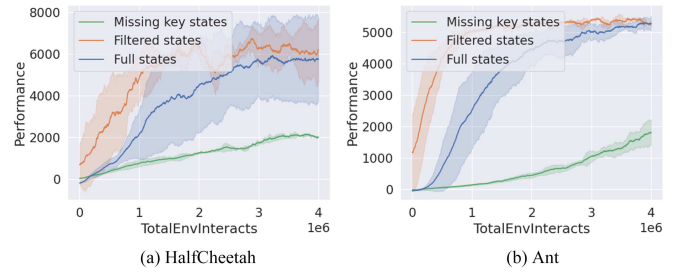 8000
6000
4000
2000
0
Performance
Missing key states
Filtered states
Full states
0 1 2 3 4
TotalEnvInteracts 1e6
(a) HalfCheetah
5000
4000
3000
2000
1000
0
Performance
Missing key states
Filtered states
Full states
0 1 2 3 4
TotalEnvInteracts 1e6
(b) Ant